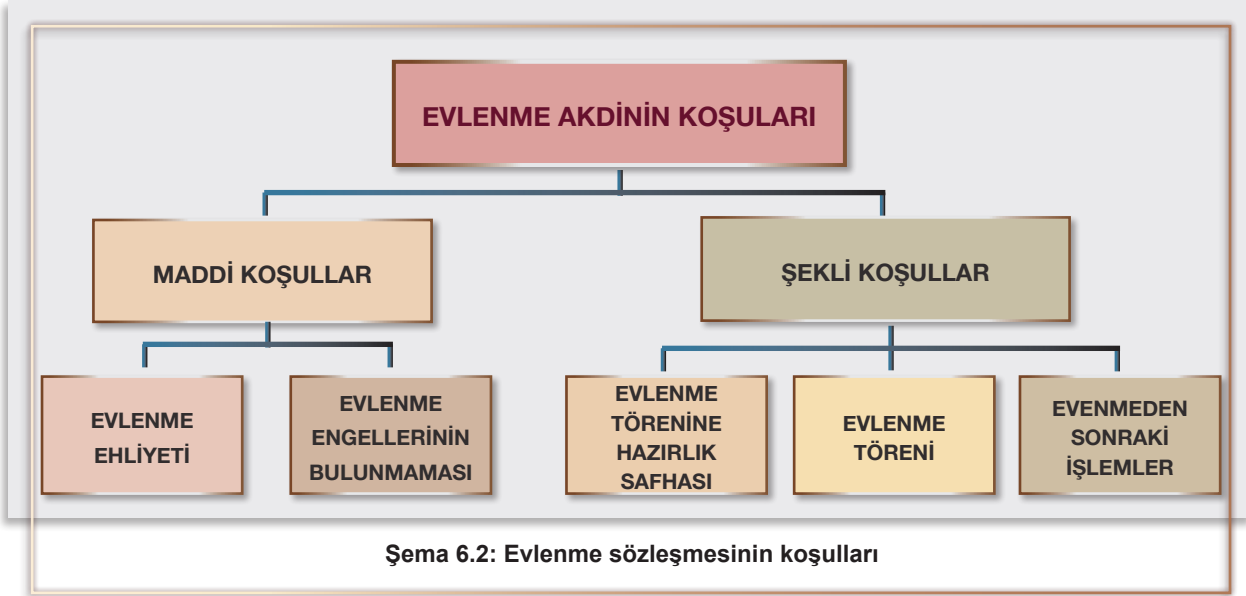 EVLENME AKDİNİN KOŞULARI
MADDİ KOŞULLAR
ŞEKLİ KOŞULLAR
EVLENME
EHLİYETİ
EVLENME
ENGELLERİNİN
BULUNMAMASI
EVLENME
TÖRENİNE
HAZIRLIK
SAFHASI
EVLENME
TÖRENİ
EVENMEDEN
SONRAKİ
İŞLEMLER
Şema 6.2: Evlenme sözleşmesinin koşulları